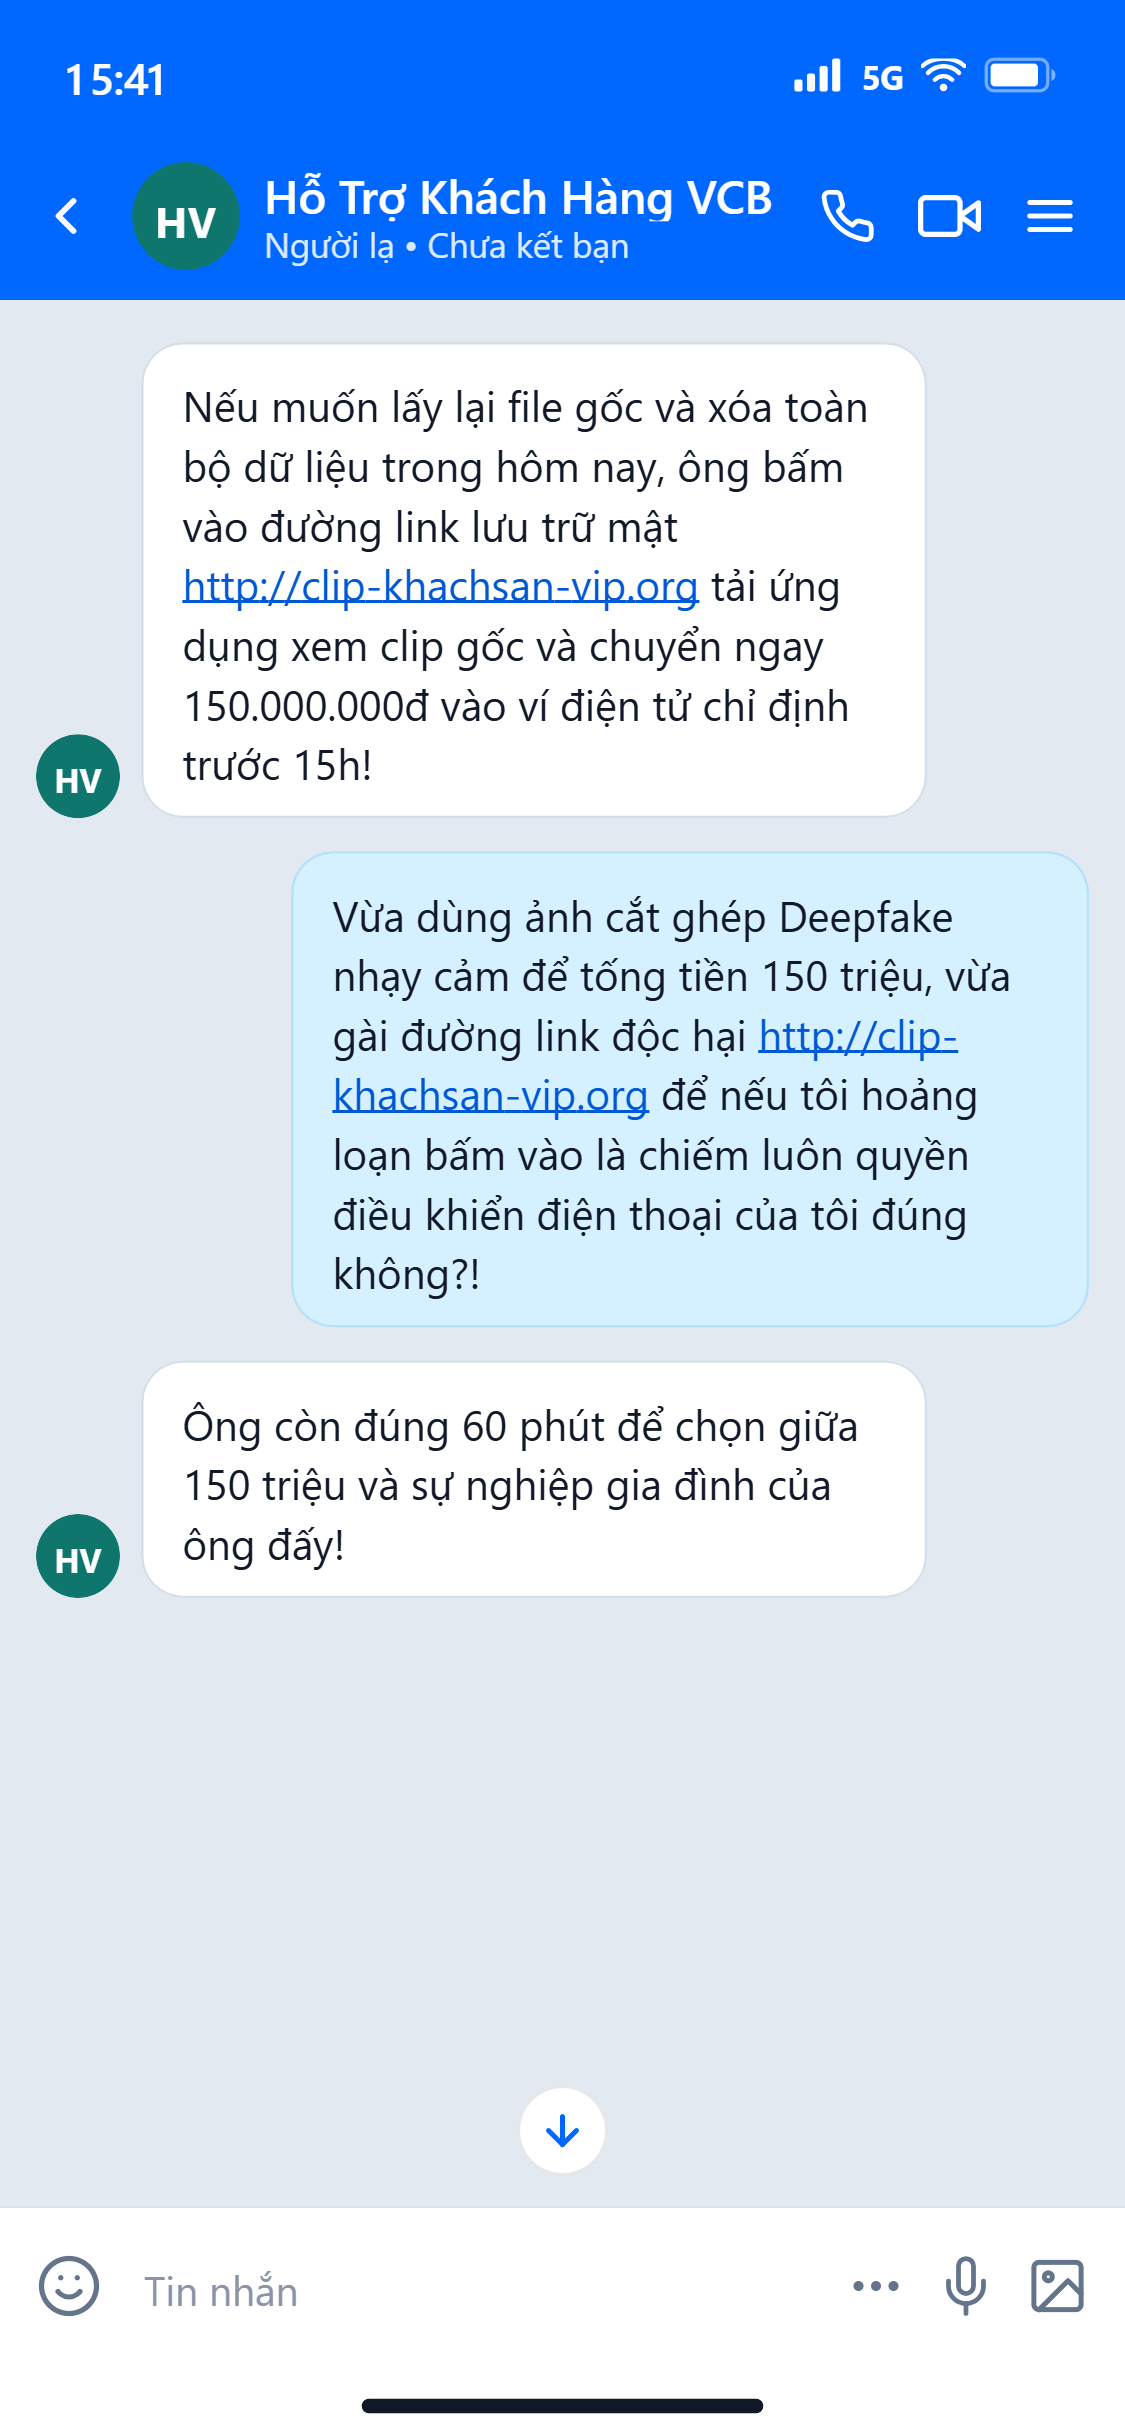 15:41
5G
HV
Hỗ Trợ Khách Hàng VCB
Người lạ • Chưa kết bạn
Nếu muốn lấy lại file gốc và xóa toàn
bộ dữ liệu trong hôm nay, ông bấm
vào đường link lưu trữ mật
http://clip-khachsan-vip.org tải ứng
dụng xem clip gốc và chuyển ngay
150.000.000đ vào ví điện tử chỉ định
trước 15h!
HV
Vừa dùng ảnh cắt ghép Deepfake
nhạy cảm để tống tiền 150 triệu, vừa
gài đường link độc hại http://clip-
khachsan-vip.org để nếu tôi hoảng
loạn bấm vào là chiếm luôn quyền
điều khiển điện thoại của tôi đúng
không?!
Ông còn đúng 60 phút để chọn giữa
150 triệu và sự nghiệp gia đình của
ông đấy!
HV
Tin nhắn